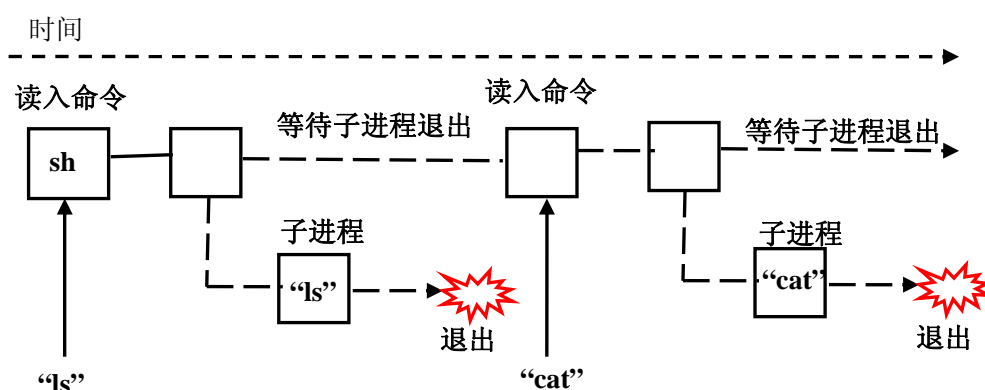 时间
读入命令
读入命令
等待子进程退出
等待子进程退出
sh
子进程
子进程
“ls”
“cat”
退出
退出
“ls”
“cat”